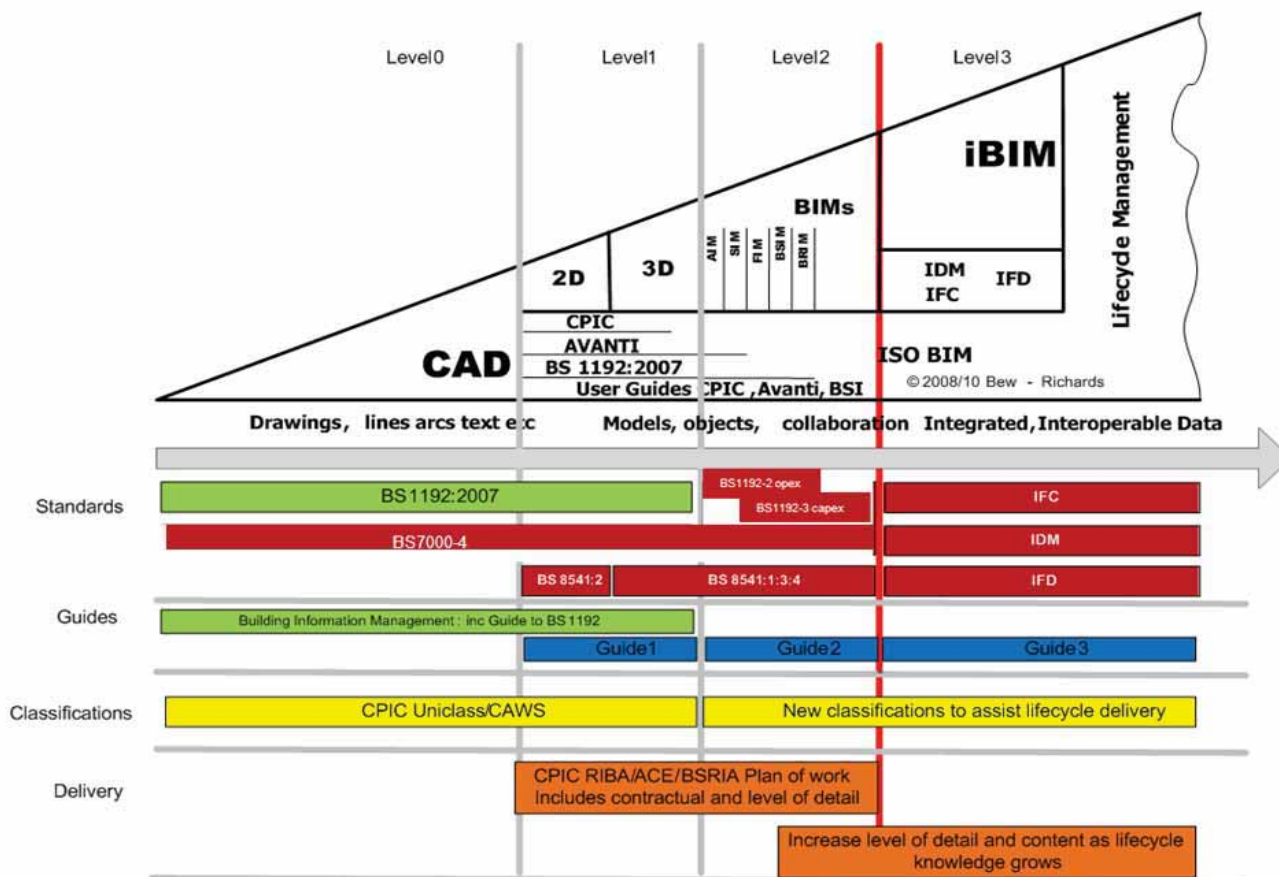 Level0
Level1
Level2
Level3
iBIM
BIMs
AIM
SIM
FIM
BSIM
BRIM
2D
3D
IDM
IFD
IFC
Lifecycle Management
CPIC
CAD
AVANTI
ISO BIM
BS 1192:2007
© 2008/10 Bew - Richards
User Guides CPIC ,Avanti, BSI
Drawings, lines arcs text etc
Models, objects, collaboration
Integrated, Interoperable Data
Standards
BS1192:2007
BS1192-2 opex
BS1192-3 capex
IFC
BS7000-4
IDM
BS 8541:2
BS 8541:1:3:4
IFD
Guides
Building Information Management: inc Guide to BS1192
Guide1
Guide2
Guide3
Classifications
CPIC Uniclass/CAWS
New classifications to assist lifecycle delivery
Delivery
CPIC RIBA/ACE/BSRIA Plan of work
Includes contractual and level of detail
Increase level of detail and content as lifecycle
knowledge grows